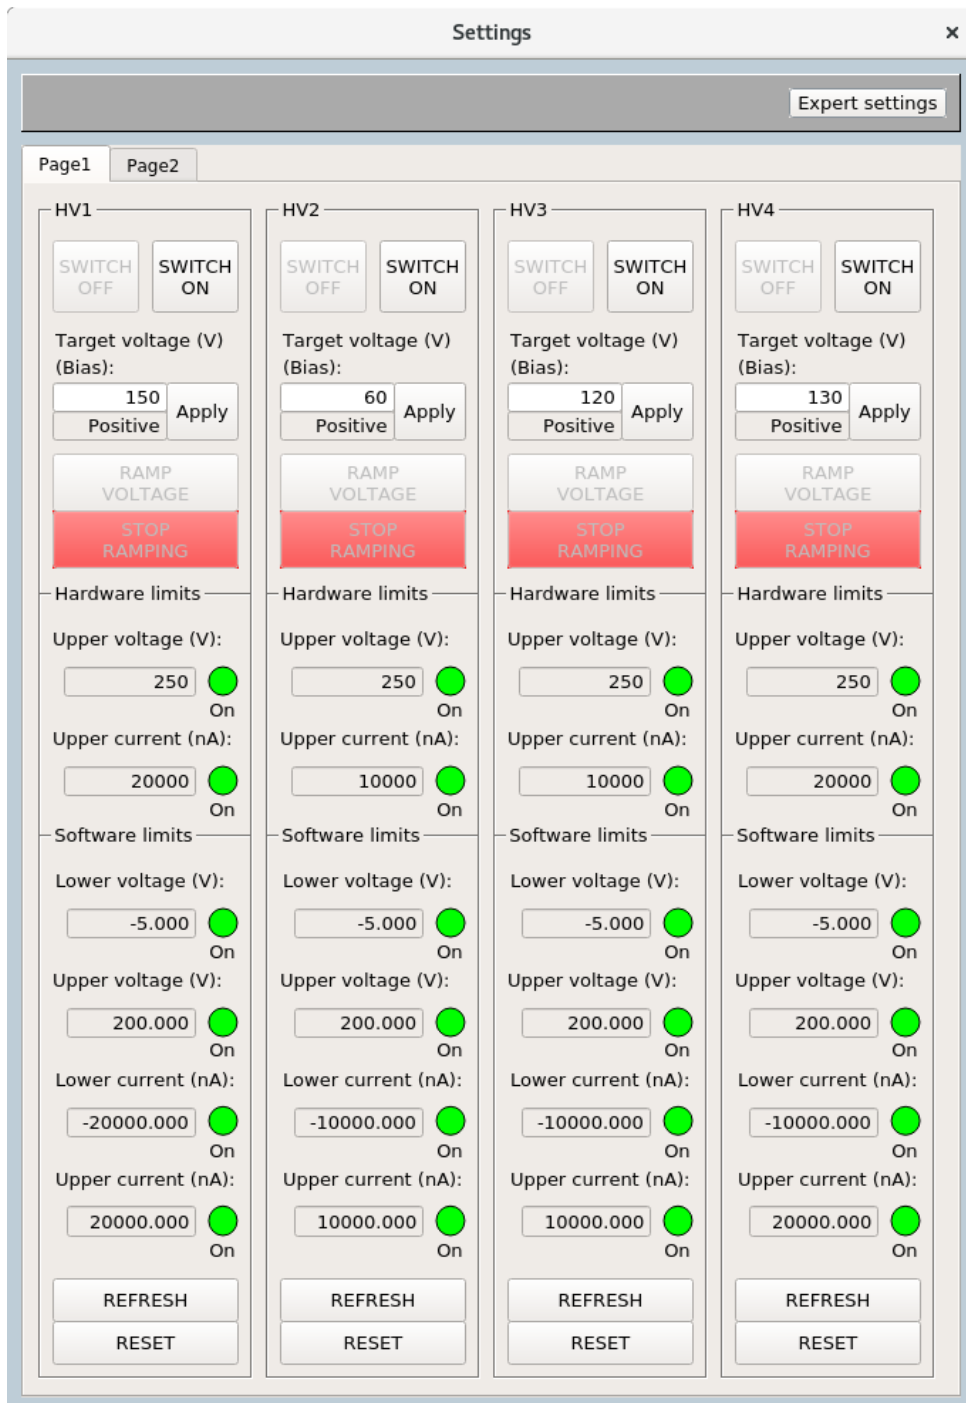 Settings ×
Expert settings
Page1 Page2
HV1 HV2 HV3 HV4
SWITCH SWITCH SWITCH SWITCH SWITCH SWITCH SWITCH SWITCH
OFF ON OFF ON OFF ON OFF ON
Target voltage (V) Target voltage (V) Target voltage (V) Target voltage (V)
(Bias): (Bias): (Bias): (Bias):
150 60 120 130
Apply Apply Apply Apply
Positive Positive Positive Positive
RAMP RAMP RAMP RAMP
VOLTAGE VOLTAGE VOLTAGE VOLTAGE
STOP STOP STOP STOP
RAMPING RAMPING RAMPING RAMPING
Hardware limits Hardware limits Hardware limits Hardware limits
Upper voltage (V): Upper voltage (V): Upper voltage (V): Upper voltage (V):
250 250 250 250
On On On On
Upper current (nA): Upper current (nA): Upper current (nA): Upper current (nA):
20000 10000 10000 20000
On On On On
Software limits Software limits Software limits Software limits
Lower voltage (V): Lower voltage (V): Lower voltage (V): Lower voltage (V):
-5.000 -5.000 -5.000 -5.000
On On On On
Upper voltage (V): Upper voltage (V): Upper voltage (V): Upper voltage (V):
200.000 200.000 200.000 200.000
On On On On
Lower current (nA): Lower current (nA): Lower current (nA): Lower current (nA):
-20000.000 -10000.000 -10000.000 -10000.000
On On On On
Upper current (nA): Upper current (nA): Upper current (nA): Upper current (nA):
20000.000 10000.000 10000.000 20000.000
On On On On
REFRESH REFRESH REFRESH REFRESH
RESET RESET RESET RESET